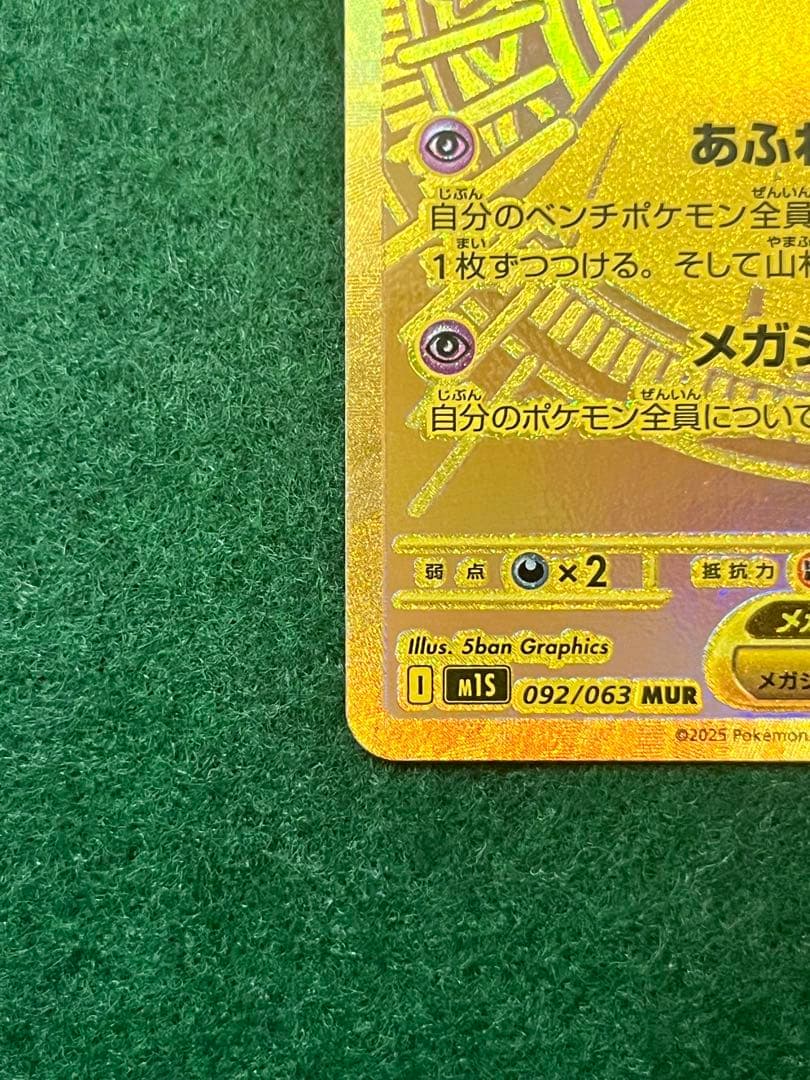 あふ
じぶん ぜんいん
自分のベンチポケモン全員
まい やまふ
1枚ずつつける。そして山
メガシ
じぶん ぜんいん
自分のポケモン全員について
弱点 ×2 抵抗力
Illus. 5ban Graphics
メガ
I M1S 092/063 MUR
メガシ
©2025 Pokémon